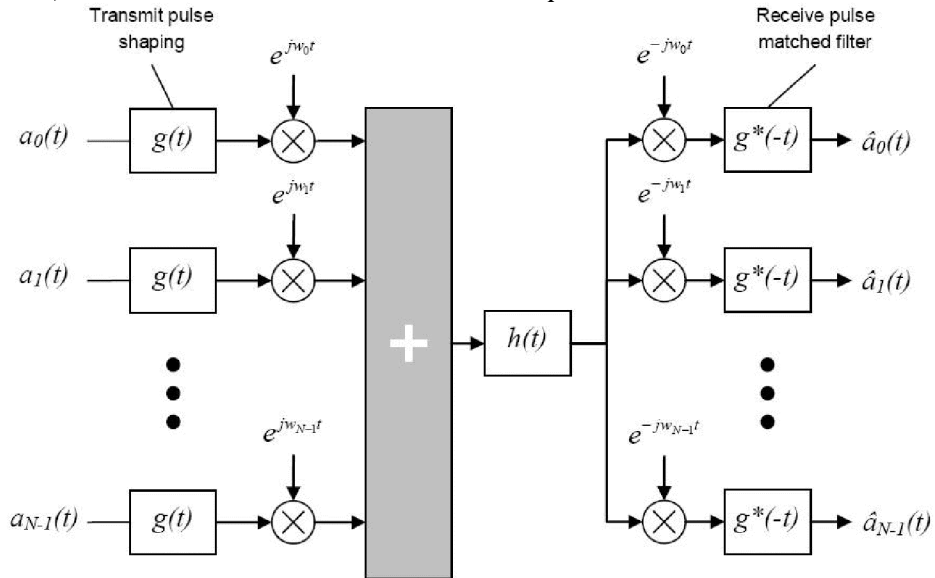 Transmit pulse
shaping
Receive pulse
matched filter
e^{jw_0t}
e^{-jw_0t}
a_0(t)
g(t)
g*(-t)
â_0(t)
e^{jw_1t}
e^{-jw_1t}
a_1(t)
g(t)
g*(-t)
â_1(t)
+
h(t)
e^{jw_{N-1}t}
e^{-jw_{N-1}t}
a_{N-1}(t)
g(t)
g*(-t)
â_{N-1}(t)